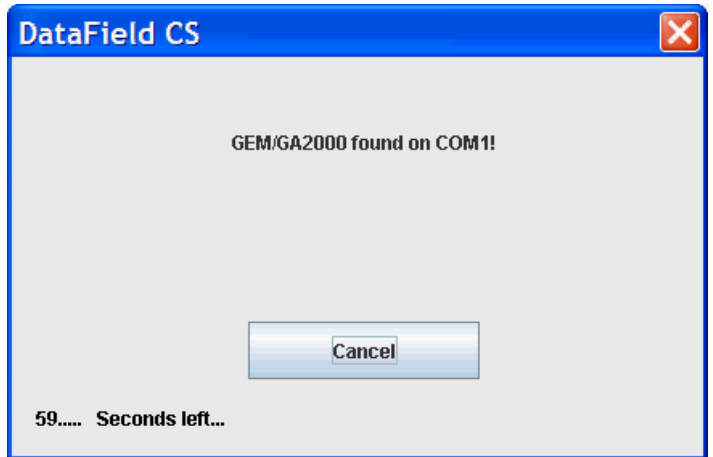 DataField CS
GEM/GA2000 found on COM1!
Cancel
59..... Seconds left...